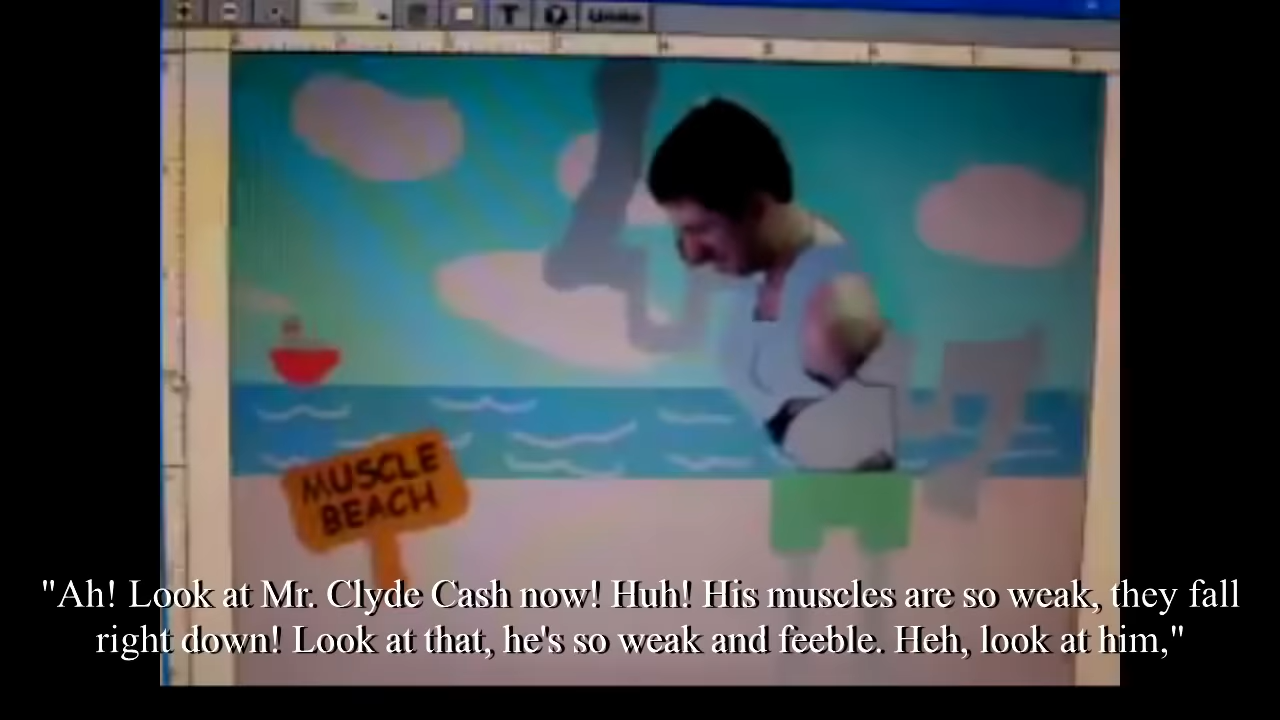 T
Undo
MUSCLE
BEACH
"Ah! Look at Mr. Clyde Cash now! Huh! His muscles are so weak, they fall
right down! Look at that, he's so weak and feeble. Heh, look at him,"